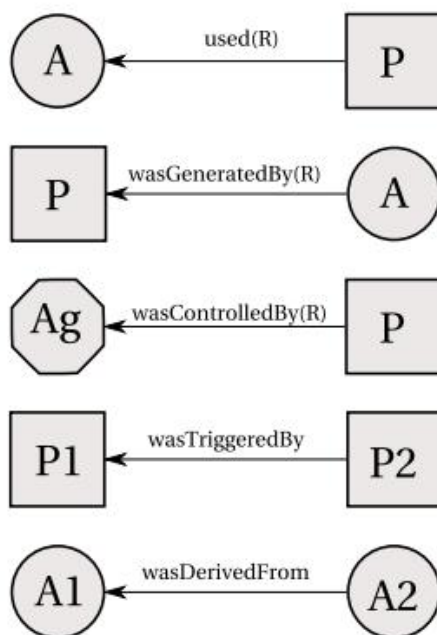 A used(R) P
P wasGeneratedBy(R) A
Ag wasControlledBy(R) P
P1 wasTriggeredBy P2
A1 wasDerivedFrom A2